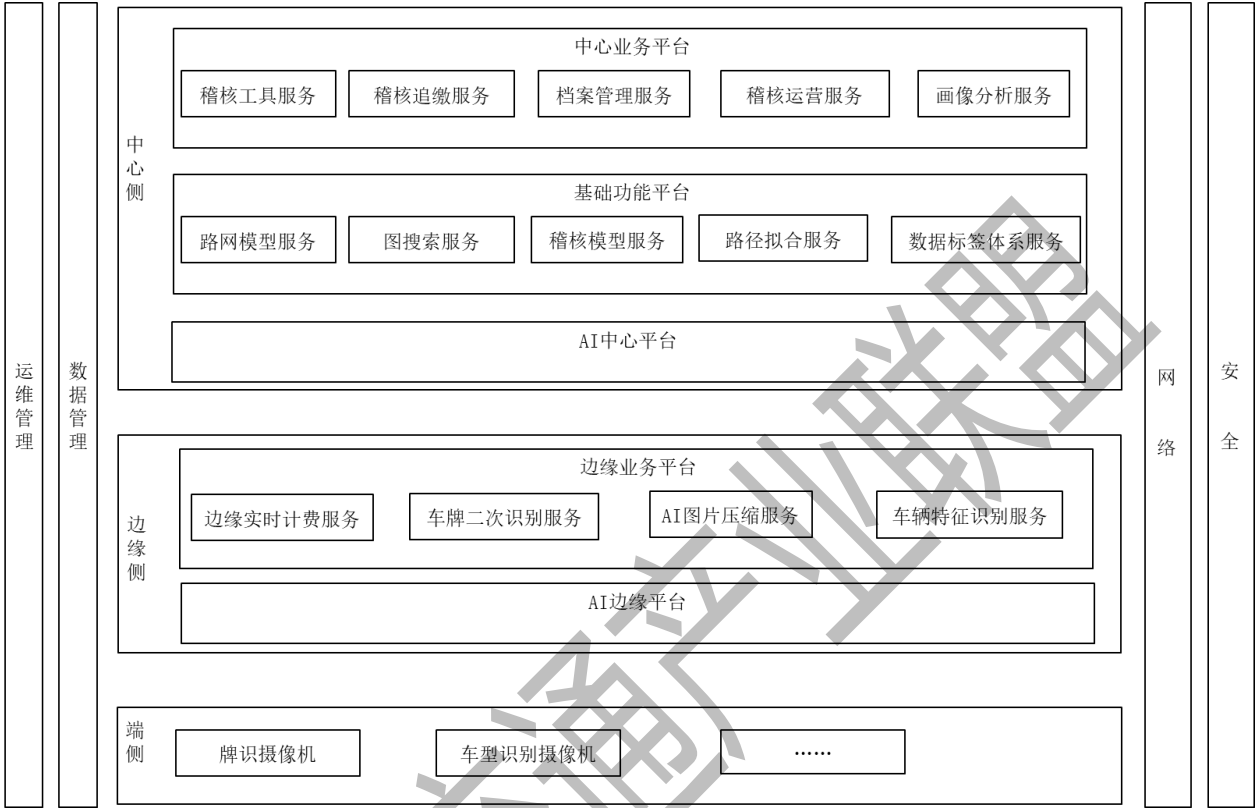 运维管理
数据管理
中心侧
中心业务平台
稽核工具服务
稽核追缴服务
档案管理服务
稽核运营服务
画像分析服务
基础功能平台
路网模型服务
图搜索服务
稽核模型服务
路径拟合服务
数据标签体系服务
AI中心平台
边缘侧
边缘业务平台
边缘实时计费服务
车牌二次识别服务
AI图片压缩服务
车辆特征识别服务
AI边缘平台
端侧
牌识摄像机
车型识别摄像机
……
网络
安全
交通产业联盟